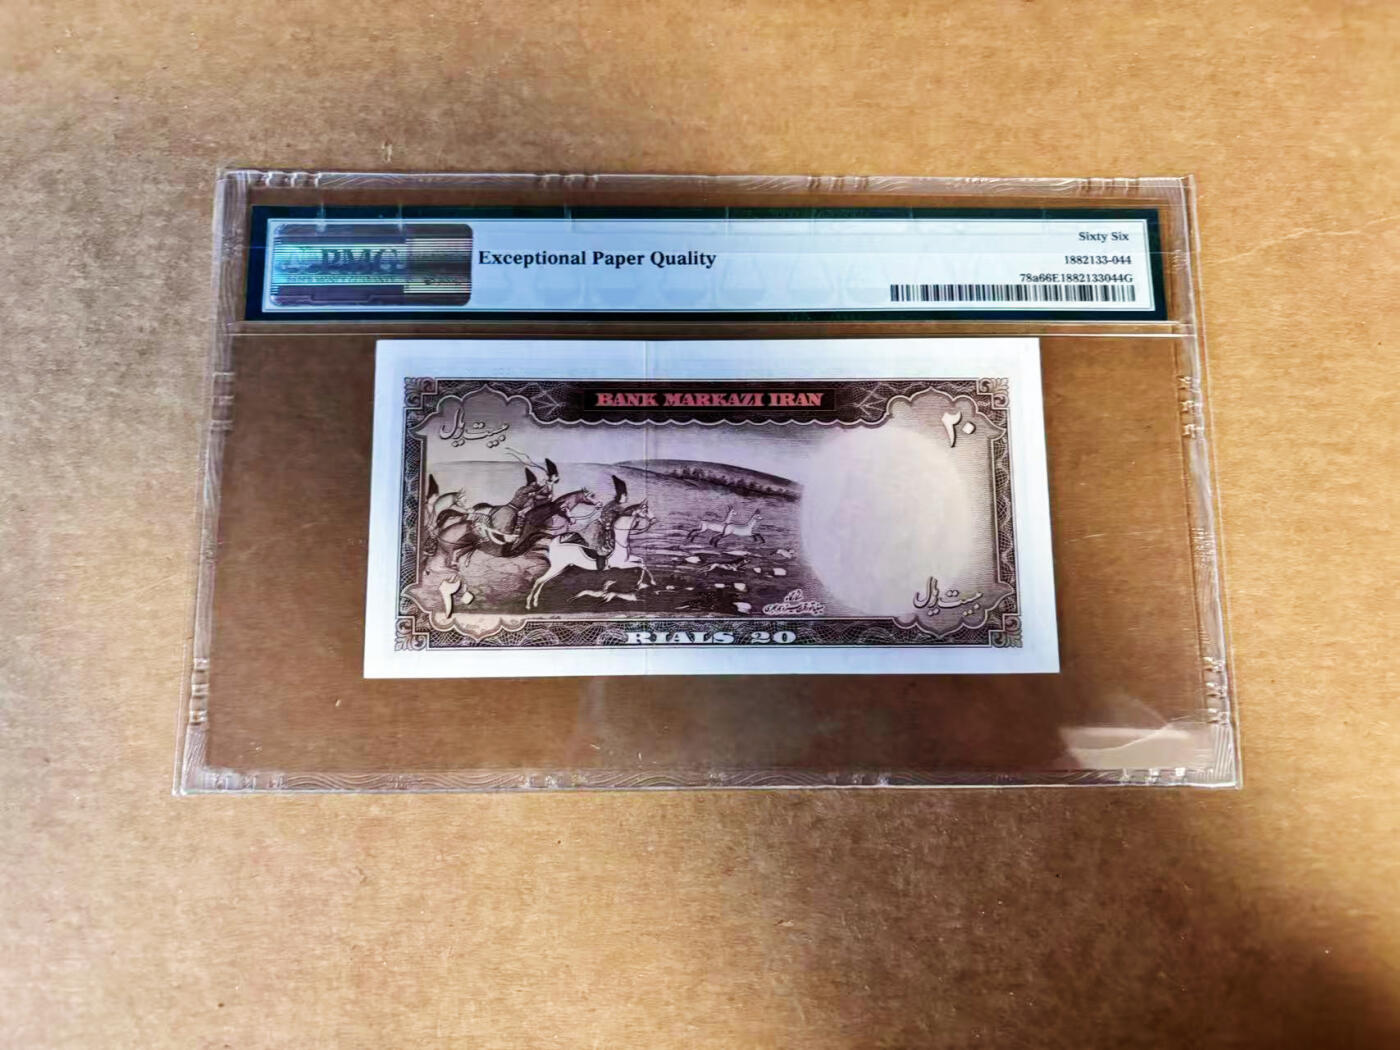 PMG
Exceptional Paper Quality
Sixty Six
1882133-044
78a66E1882133044G
BANK MARKAZI IRAN
بیست ریال
۲۰
۲۰
بیست ریال
RIALS 20